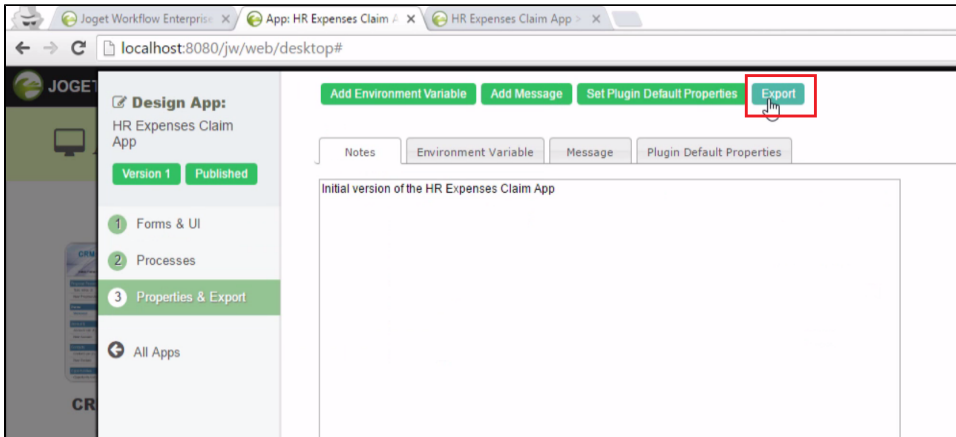 Joget Workflow Enterpris
App: HR Expenses Claim A
HR Expenses Claim App >
localhost:8080/jw/web/desktop#
JOGET
Design App:
HR Expenses Claim
App
Version 1 Published
1 Forms & UI
2 Processes
3 Properties & Export
All Apps
Add Environment Variable Add Message Set Plugin Default Properties Export
Notes Environment Variable Message Plugin Default Properties
Initial version of the HR Expenses Claim App
CRM
CR